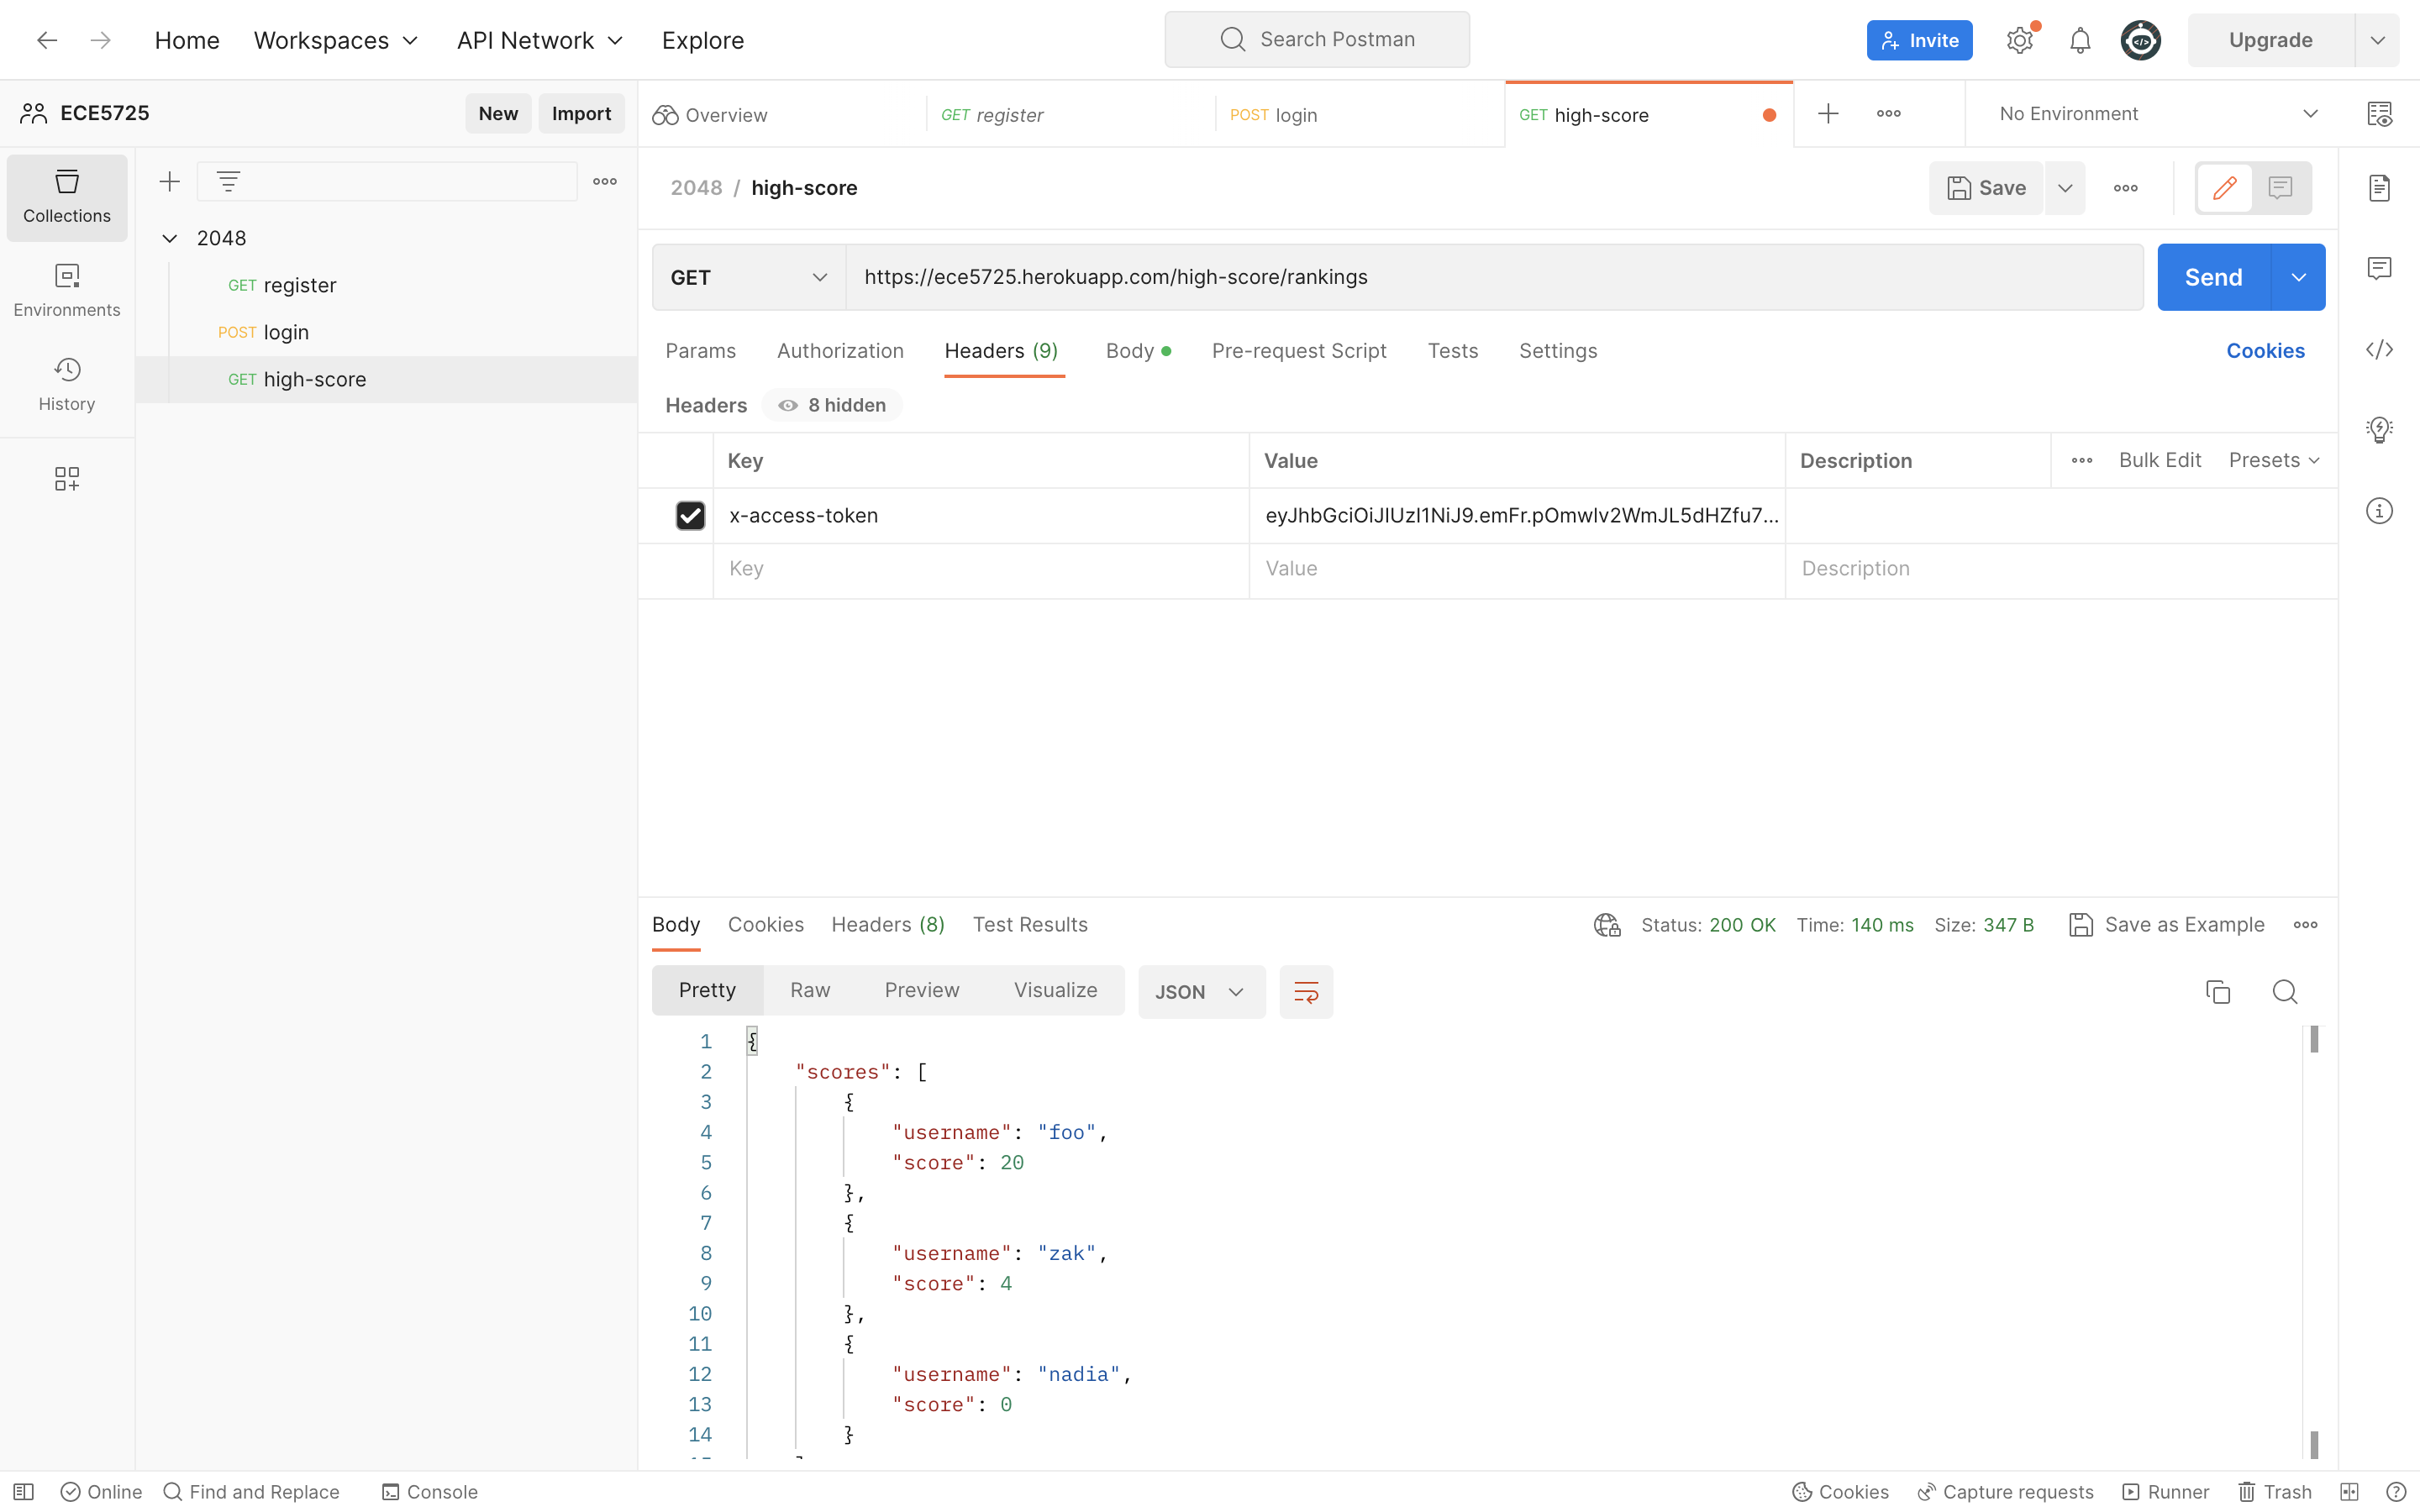 Home Workspaces API Network Explore Search Postman Invite Upgrade
ECE5725 New Import
Overview GET register POST login GET high-score No Environment
Collections
Environments
History
2048
GET register
POST login
GET high-score
2048 / high-score Save
GET https://ece5725.herokuapp.com/high-score/rankings Send
Params Authorization Headers (9) Body Pre-request Script Tests Settings Cookies
Headers 8 hidden
Key Value Description Bulk Edit Presets
x-access-token eyJhbGciOiJIUzI1NiJ9.emFr.pOmwlv2WmJL5dHZfu7...
Key Value Description
Body Cookies Headers (8) Test Results Status: 200 OK Time: 140 ms Size: 347 B Save as Example
Pretty Raw Preview Visualize JSON
1 {
2 "scores": [
3 {
4 "username": "foo",
5 "score": 20
6 },
7 {
8 "username": "zak",
9 "score": 4
10 },
11 {
12 "username": "nadia",
13 "score": 0
14 }
Online Find and Replace Console Cookies Capture requests Runner Trash